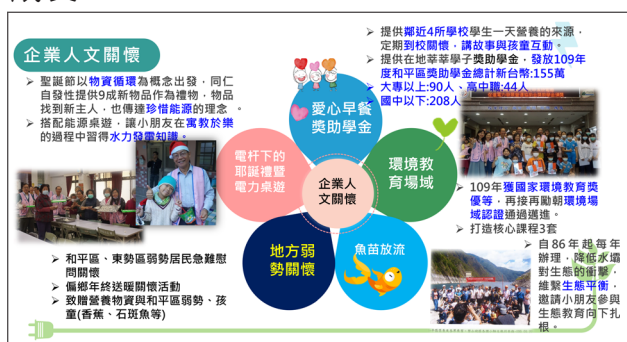 企業人文關懷
➢ 聖誕節以物資循環為概念出發，同仁
自發性提供9成新物品作為禮物，物品
找到新主人，也傳達珍惜能源的理念 。
➢ 搭配能源桌遊，讓小朋友在寓教於樂
的過程中習得水力發電知識。
➢ 提供鄰近4所學校學生一天營養的來源，
定期到校關懷，講故事與孩童互動。
➢ 提供在地莘莘學子獎助學金，發放109年
度和平區獎助學金總計新台幣:155萬
➢ 大專以上:90人、高中職:44人
➢ 國中以下:208人
愛心早餐
獎助學金
電杆下的
耶誕禮暨
電力桌遊
環境教
育場域
企業人
文關懷
地方弱
勢關懷
魚苗放流
➢ 109年獲國家環境教育獎
優等，再接再勵朝環境場
域認證通過邁進。
➢ 打造核心課程3套
➢ 和平區、東勢區弱勢居民急難慰
問關懷
➢ 偏鄉年終送暖關懷活動
➢ 致贈營養物資與和平區弱勢、孩
童(香蕉、石斑魚等)
➢ 自86年起每年
辦理，降低水壩
對生態的衝擊，
維繫生態平衡，
邀請小朋友參與
生態教育向下扎
根。